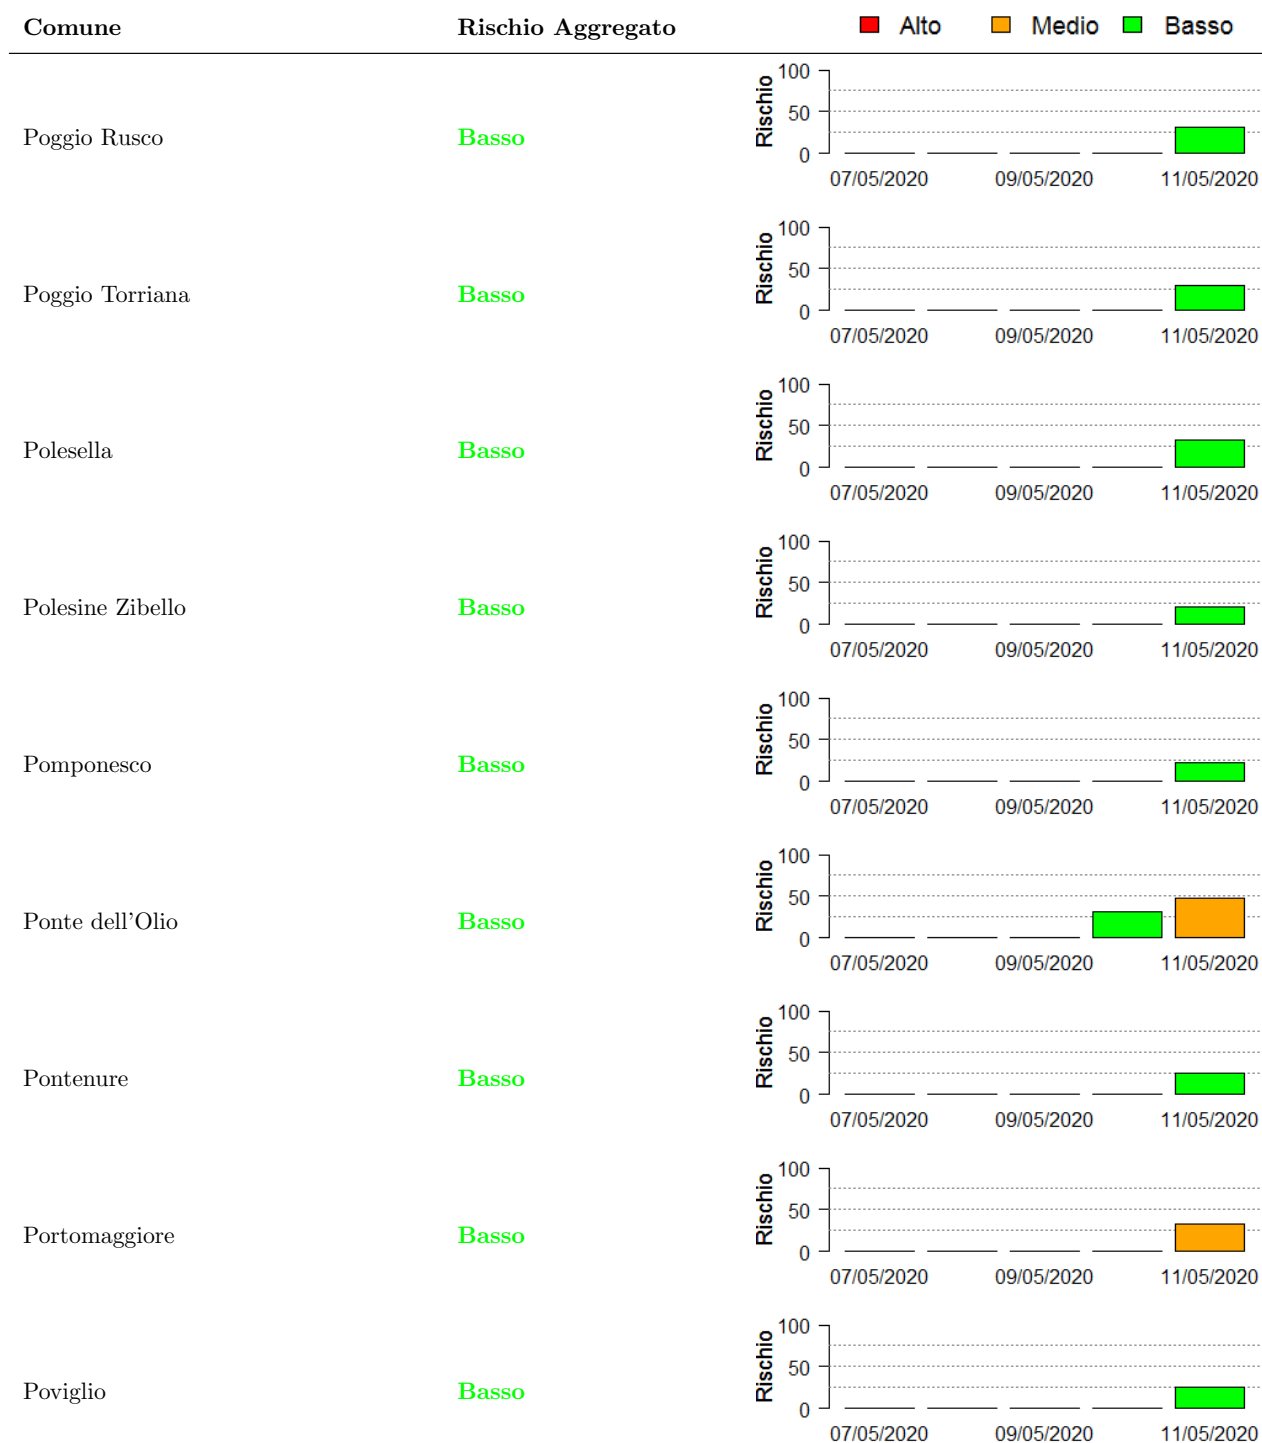 Comune Rischio Aggregato Alto Medio Basso
Poggio Rusco Basso Rischio 100 50 0
07/05/2020 09/05/2020 11/05/2020
Poggio Torriana Basso Rischio 100 50 0
07/05/2020 09/05/2020 11/05/2020
Polesella Basso Rischio 100 50 0
07/05/2020 09/05/2020 11/05/2020
Polesine Zibello Basso Rischio 100 50 0
07/05/2020 09/05/2020 11/05/2020
Pomponesco Basso Rischio 100 50 0
07/05/2020 09/05/2020 11/05/2020
Ponte dell'Olio Basso Rischio 100 50 0
07/05/2020 09/05/2020 11/05/2020
Pontenure Basso Rischio 100 50 0
07/05/2020 09/05/2020 11/05/2020
Portomaggiore Basso Rischio 100 50 0
07/05/2020 09/05/2020 11/05/2020
Poviglio Basso Rischio 100 50 0
07/05/2020 09/05/2020 11/05/2020